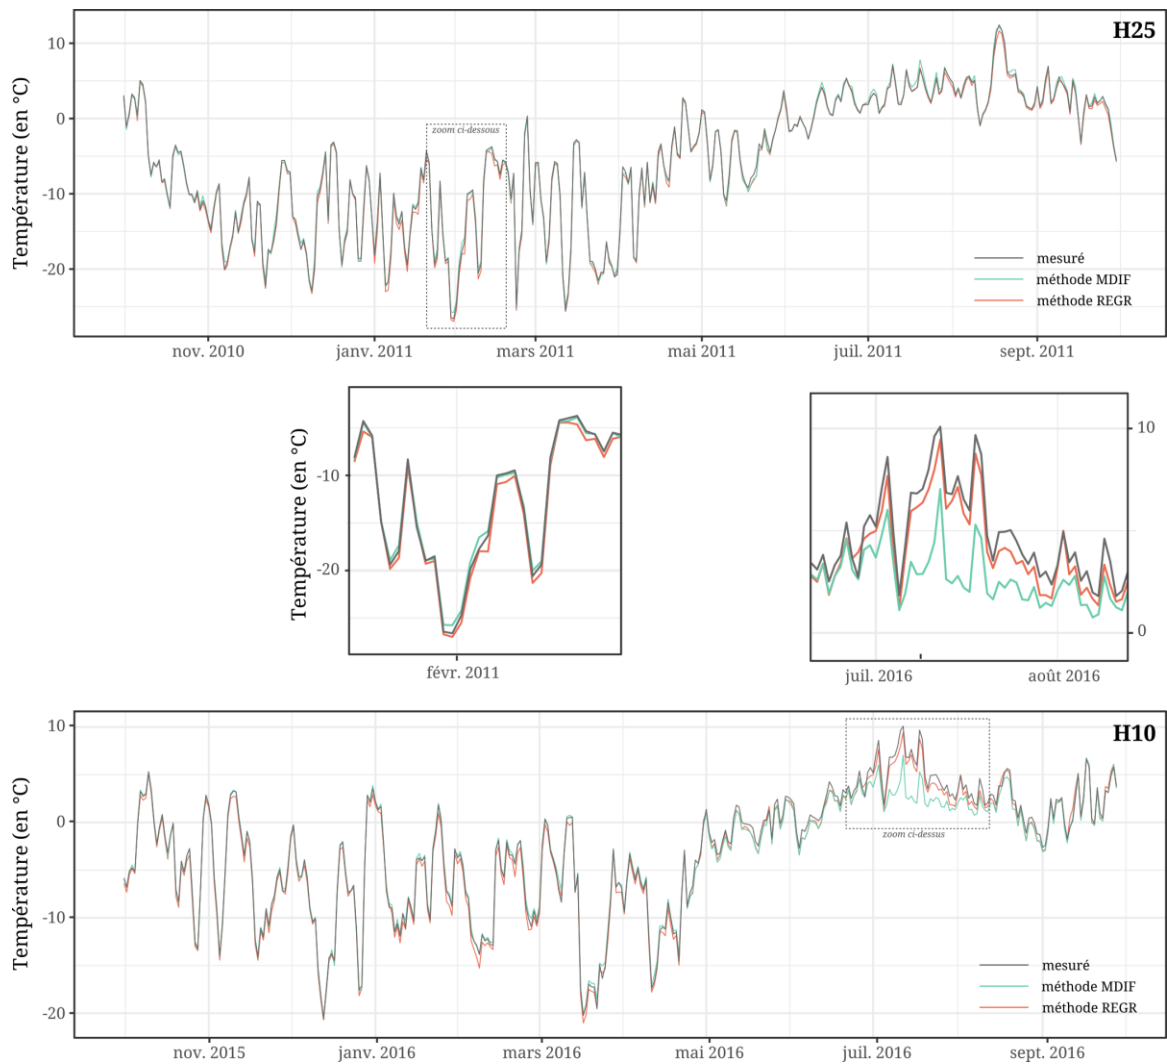 H25
Température (en °C)
10
0
-10
-20
zoom ci-dessous
mesuré
méthode MDIF
méthode REGR
nov. 2010 janv. 2011 mars 2011 mai 2011 juil. 2011 sept. 2011
Température (en °C)
-10
-20
févr. 2011
10
0
juil. 2016 août 2016
H10
Température (en °C)
10
0
-10
-20
zoom ci-dessus
mesuré
méthode MDIF
méthode REGR
nov. 2015 janv. 2016 mars 2016 mai 2016 juil. 2016 sept. 2016